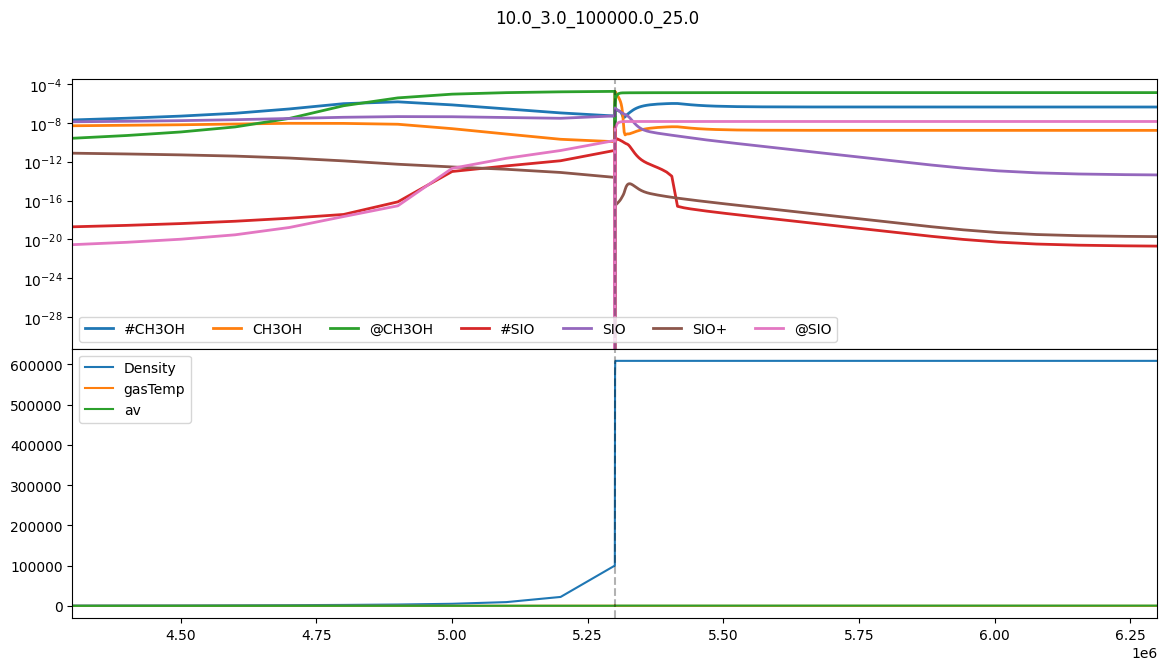 10.0_3.0_100000.0_25.0
10⁻⁴
10⁻⁸
10⁻¹²
10⁻¹⁶
10⁻²⁰
10⁻²⁴
10⁻²⁸
#CH3OH CH3OH @CH3OH #SIO SIO SIO+ @SIO
Density
gasTemp
av
600000
500000
400000
300000
200000
100000
0
4.50 4.75 5.00 5.25 5.50 5.75 6.00 6.25
1e6